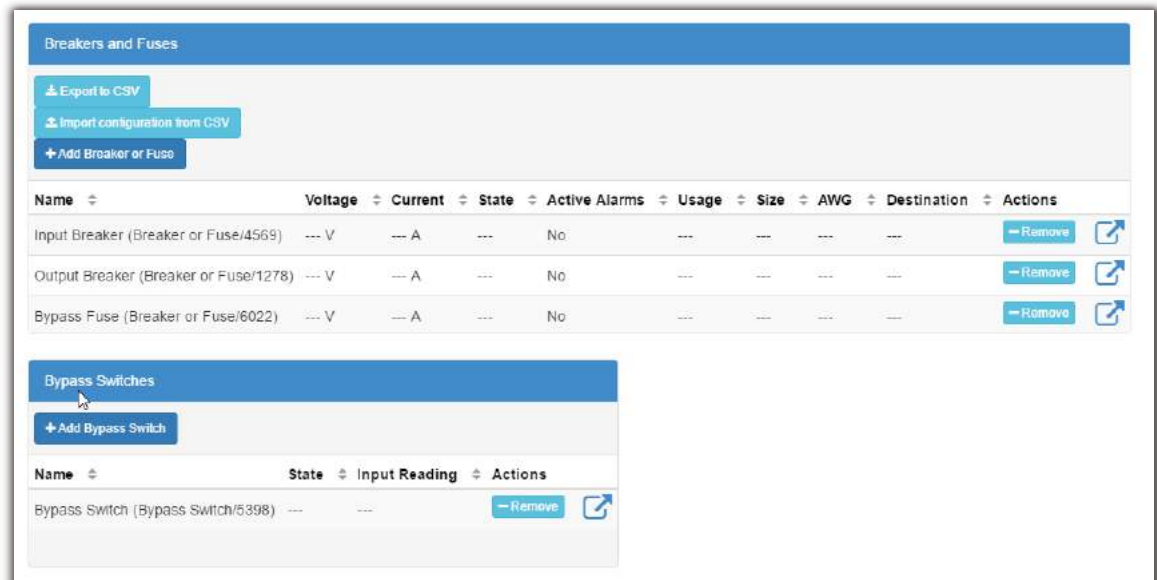 Breakers and Fuses
Export to CSV
Import configuration from CSV
+Add Breaker or Fuse
Name Voltage Current State Active Alarms Usage Size AWG Destination Actions
Input Breaker (Breaker or Fuse/4569) --- V --- A --- No --- --- --- --- −Remove
Output Breaker (Breaker or Fuse/1278) --- V --- A --- No --- --- --- --- −Remove
Bypass Fuse (Breaker or Fuse/6022) --- V --- A --- No --- --- --- --- −Remove
Bypass Switches
+Add Bypass Switch
Name State Input Reading Actions
Bypass Switch (Bypass Switch/5398) --- --- −Remove